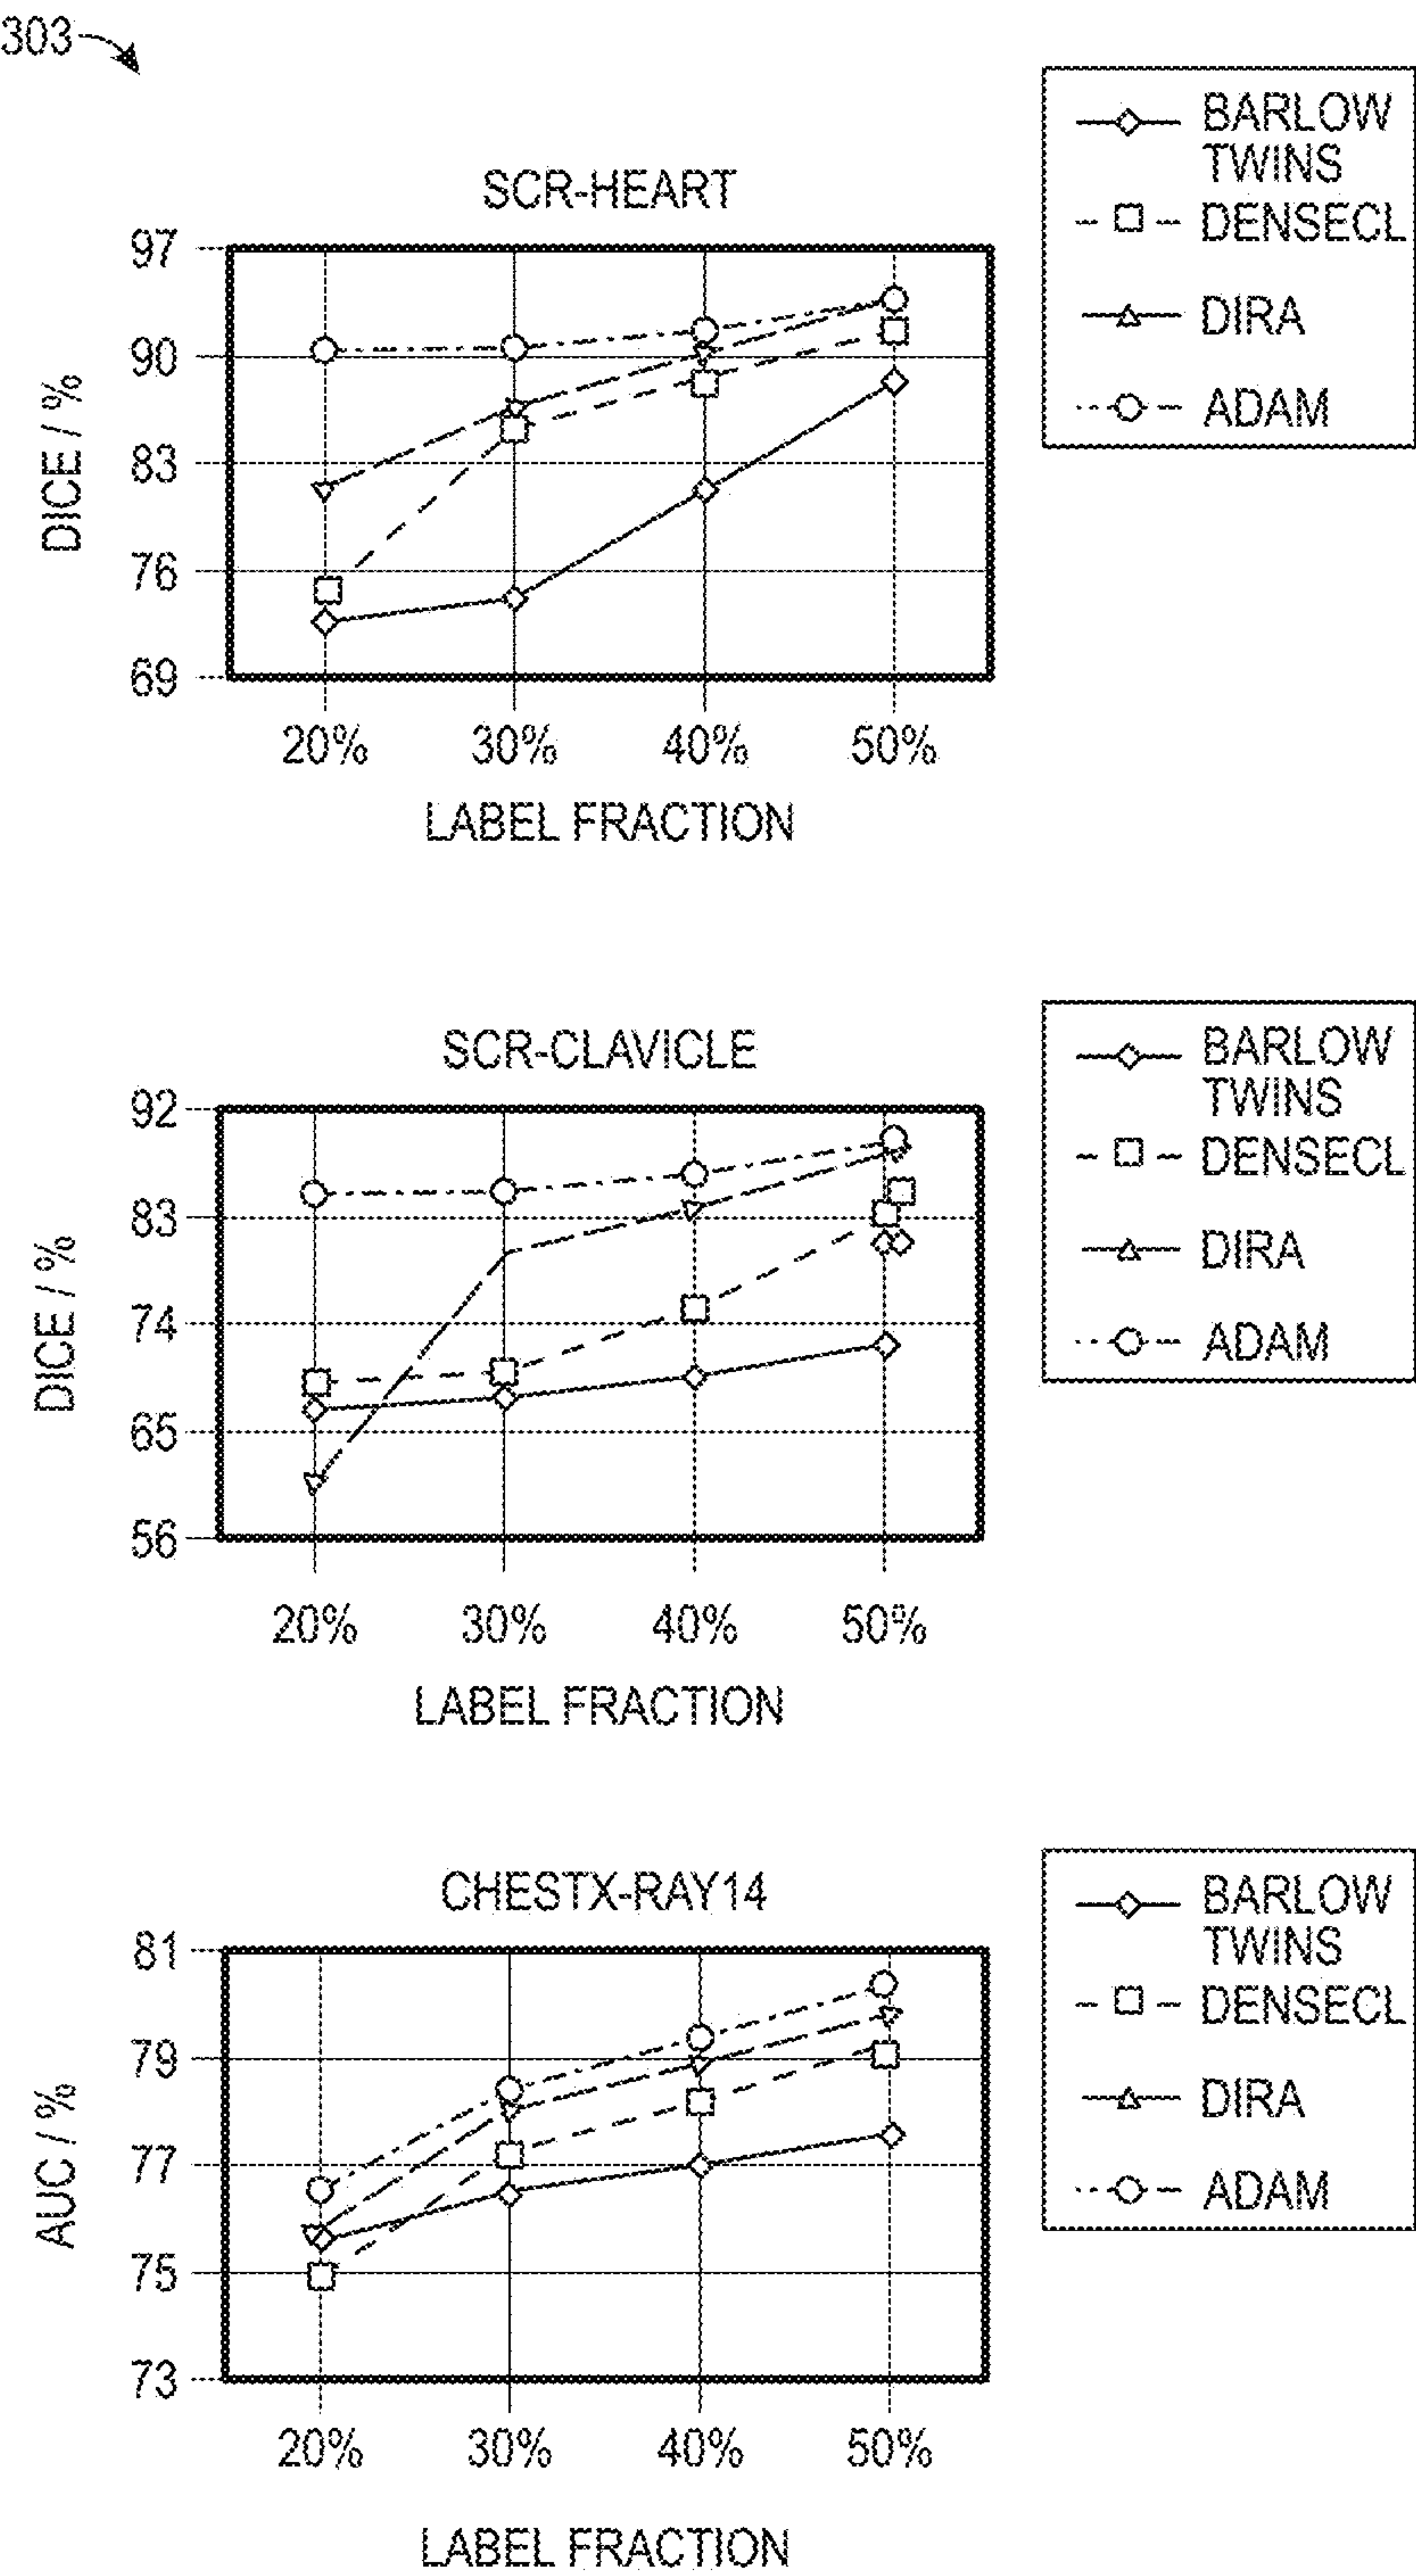 303
SCR-HEART
97
90
83
76
69
DICE / %
20% 30% 40% 50%
LABEL FRACTION
BARLOW
TWINS
DENSECL
DIRA
ADAM
SCR-CLAVICLE
92
83
74
65
56
DICE / %
20% 30% 40% 50%
LABEL FRACTION
BARLOW
TWINS
DENSECL
DIRA
ADAM
CHESTX-RAY14
81
79
77
75
73
AUC / %
20% 30% 40% 50%
LABEL FRACTION
BARLOW
TWINS
DENSECL
DIRA
ADAM